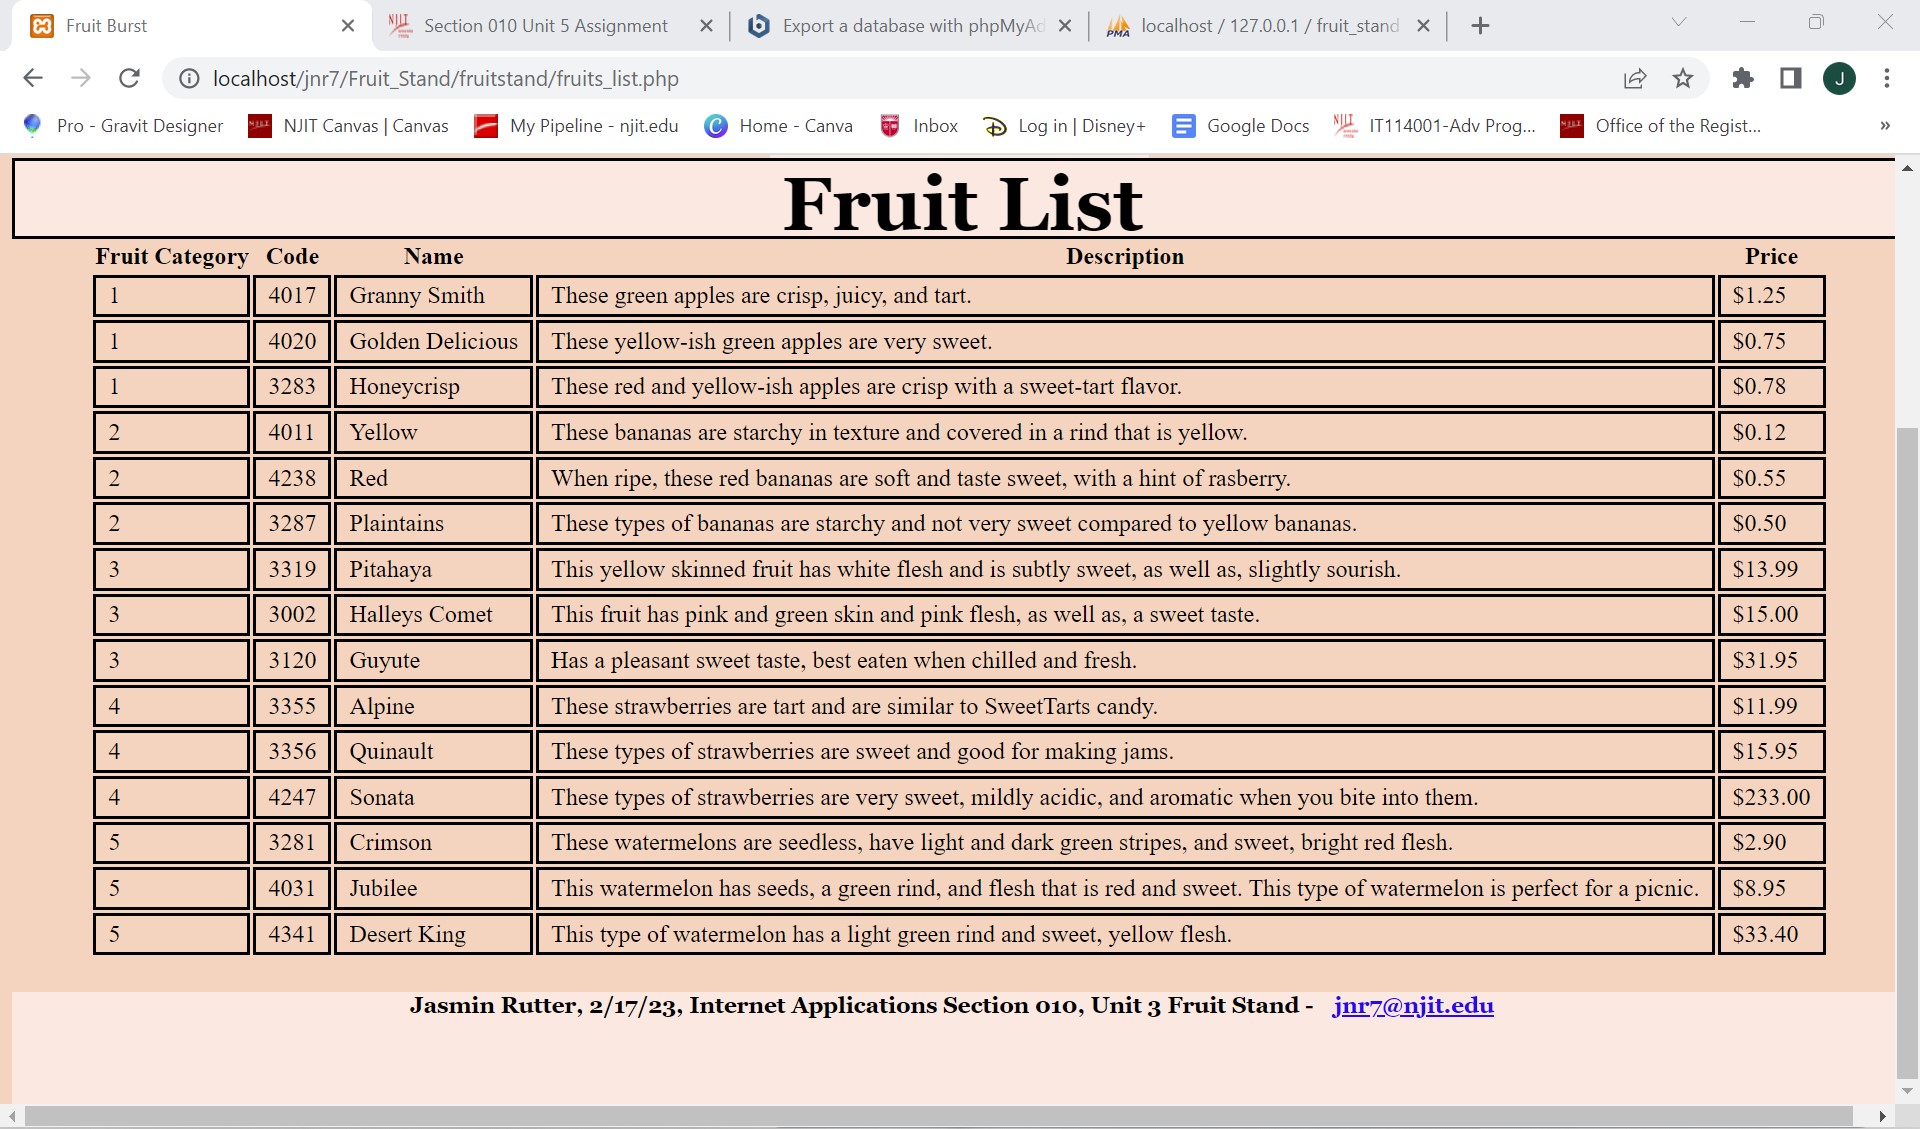 Fruit Burst
Section 010 Unit 5 Assignment
Export a database with phpMyAd
localhost / 127.0.0.1 / fruit_stand
localhost/jnr7/Fruit_Stand/fruitstand/fruits_list.php
J
Pro - Gravit Designer NJIT Canvas | Canvas My Pipeline - njit.edu Home - Canva Inbox Log in | Disney+ Google Docs IT114001-Adv Prog... Office of the Regist... »
Fruit List
Fruit Category Code Name Description Price
1 4017 Granny Smith These green apples are crisp, juicy, and tart. $1.25
1 4020 Golden Delicious These yellow-ish green apples are very sweet. $0.75
1 3283 Honeycrisp These red and yellow-ish apples are crisp with a sweet-tart flavor. $0.78
2 4011 Yellow These bananas are starchy in texture and covered in a rind that is yellow. $0.12
2 4238 Red When ripe, these red bananas are soft and taste sweet, with a hint of rasberry. $0.55
2 3287 Plaintains These types of bananas are starchy and not very sweet compared to yellow bananas. $0.50
3 3319 Pitahaya This yellow skinned fruit has white flesh and is subtly sweet, as well as, slightly sourish. $13.99
3 3002 Halleys Comet This fruit has pink and green skin and pink flesh, as well as, a sweet taste. $15.00
3 3120 Guyute Has a pleasant sweet taste, best eaten when chilled and fresh. $31.95
4 3355 Alpine These strawberries are tart and are similar to SweetTarts candy. $11.99
4 3356 Quinault These types of strawberries are sweet and good for making jams. $15.95
4 4247 Sonata These types of strawberries are very sweet, mildly acidic, and aromatic when you bite into them. $233.00
5 3281 Crimson These watermelons are seedless, have light and dark green stripes, and sweet, bright red flesh. $2.90
5 4031 Jubilee This watermelon has seeds, a green rind, and flesh that is red and sweet. This type of watermelon is perfect for a picnic. $8.95
5 4341 Desert King This type of watermelon has a light green rind and sweet, yellow flesh. $33.40
Jasmin Rutter, 2/17/23, Internet Applications Section 010, Unit 3 Fruit Stand - jnr7@njit.edu